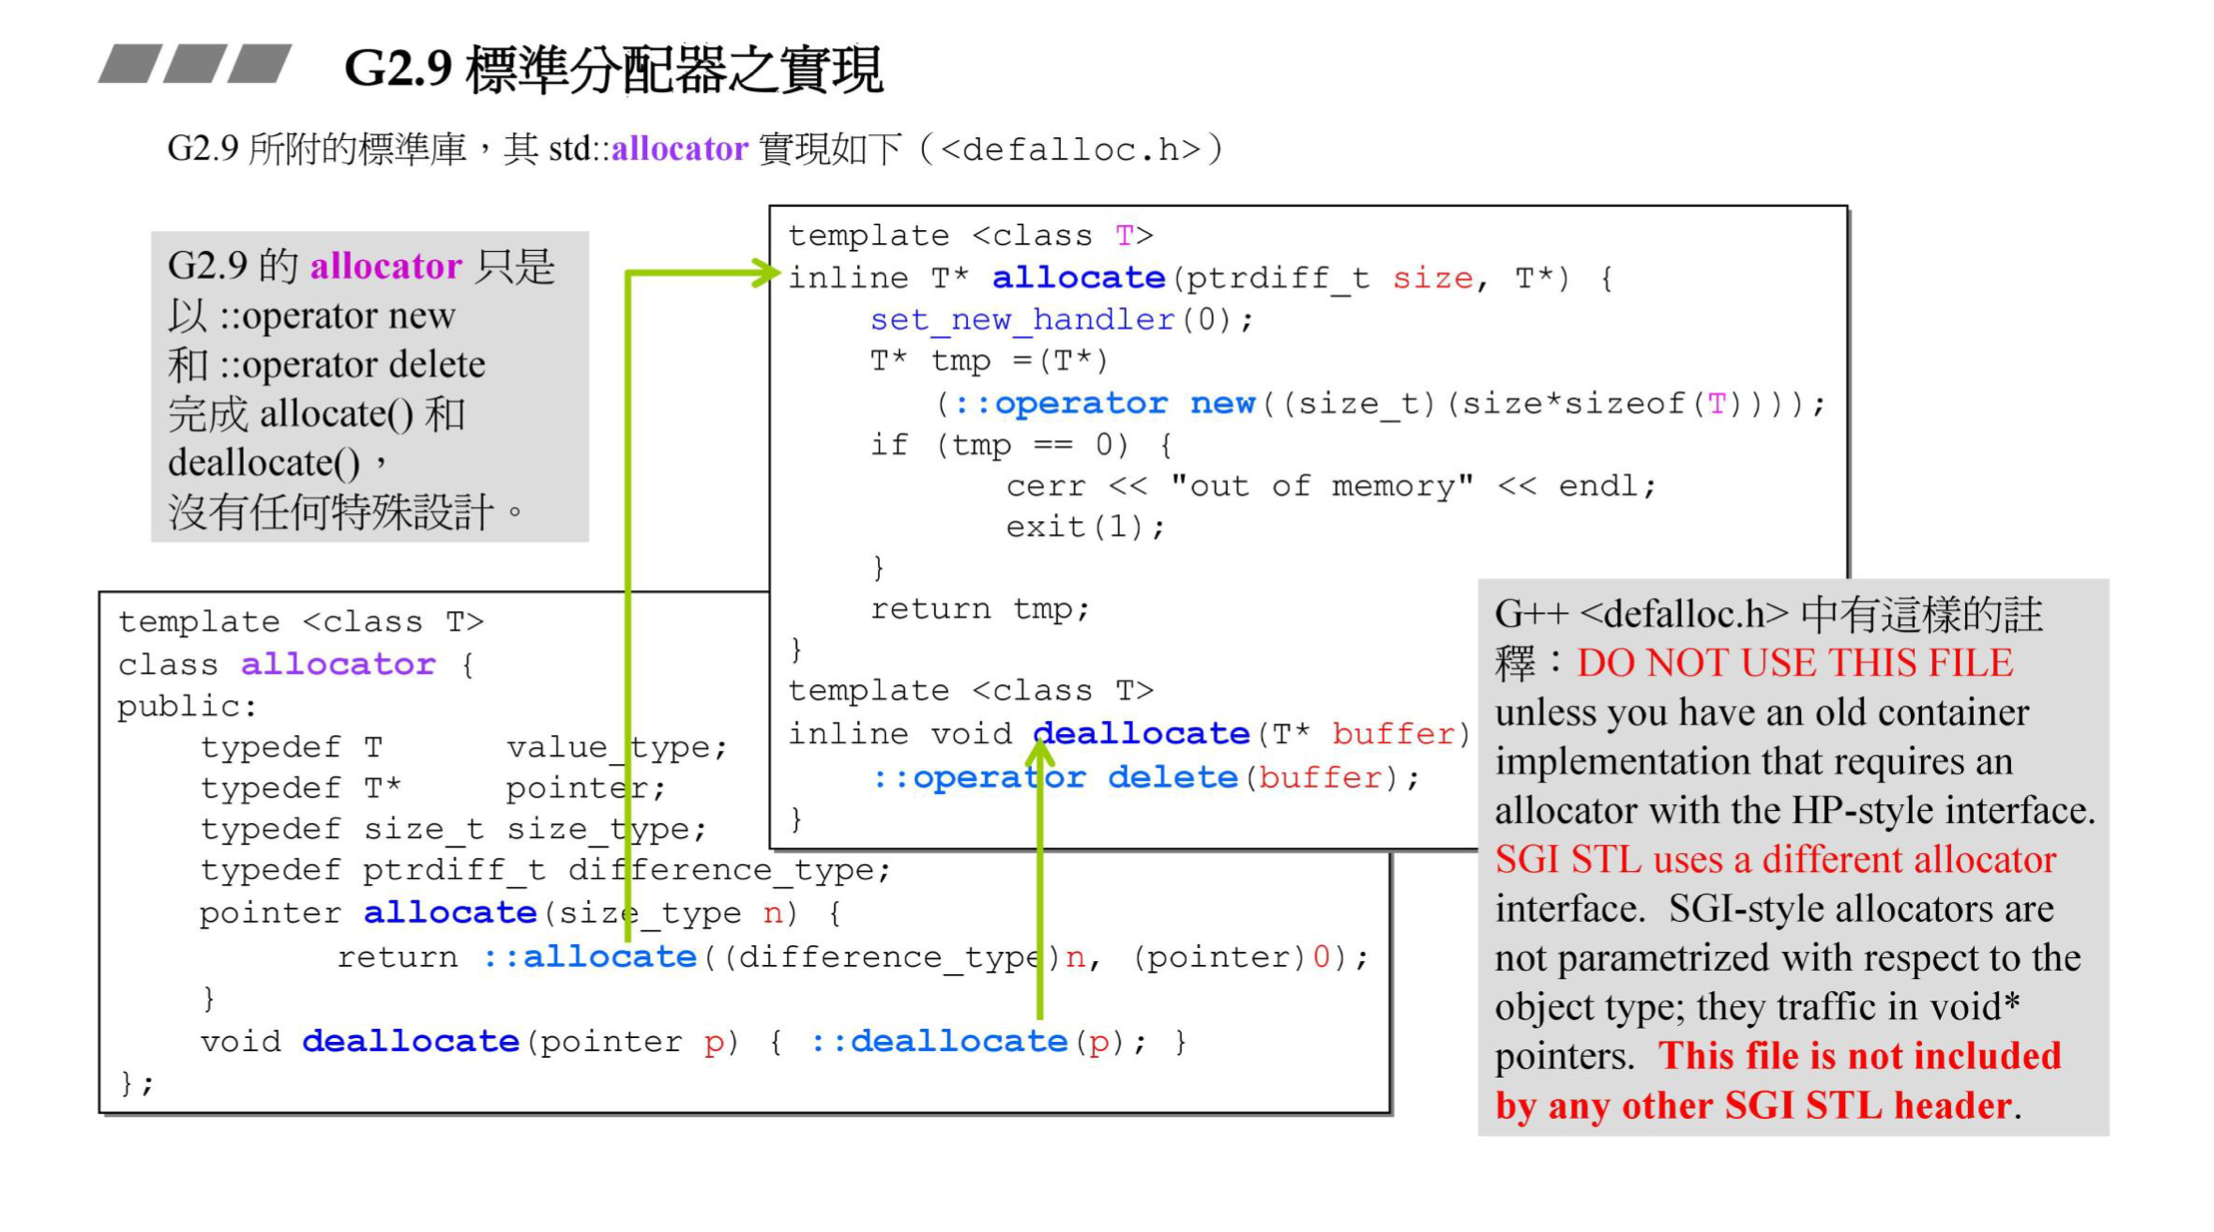 G2.9 標準分配器之實現
G2.9 所附的標準庫，其 std::allocator 實現如下（<defalloc.h>）
G2.9 的 allocator 只是
以 ::operator new
和 ::operator delete
完成 allocate() 和
deallocate()，
沒有任何特殊設計。
template <class T>
inline T* allocate(ptrdiff_t size, T*) {
    set_new_handler(0);
    T* tmp =(T*)
       (::operator new((size_t)(size*sizeof(T))));
    if (tmp == 0) {
          cerr << "out of memory" << endl;
          exit(1);
    }
    return tmp;
}
template <class T>
inline void deallocate(T* buffer)
    ::operator delete(buffer);
}
template <class T>
class allocator {
public:
    typedef T      value_type;
    typedef T*     pointer;
    typedef size_t size_type;
    typedef ptrdiff_t difference_type;
    pointer allocate(size_type n) {
          return ::allocate((difference_type)n, (pointer)0);
    }
    void deallocate(pointer p) { ::deallocate(p); }
};
G++ <defalloc.h> 中有這樣的註
釋：DO NOT USE THIS FILE
unless you have an old container
implementation that requires an
allocator with the HP-style interface.
SGI STL uses a different allocator
interface.  SGI-style allocators are
not parametrized with respect to the
object type; they traffic in void*
pointers.  This file is not included
by any other SGI STL header.